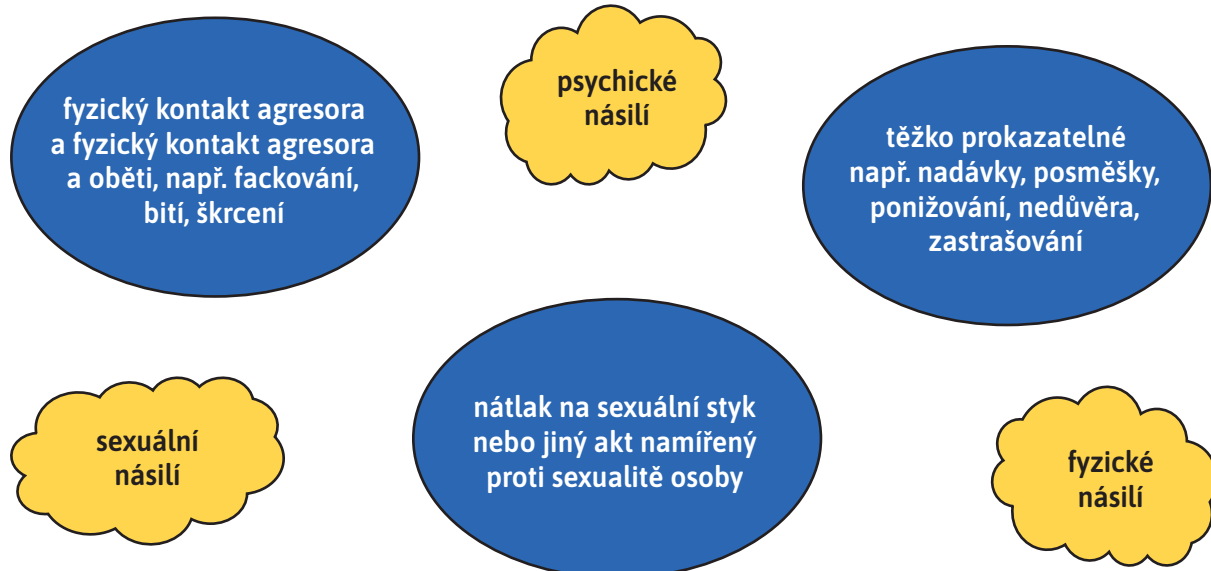 fyzický kontakt agresora
a fyzický kontakt agresora
a oběti, např. fackování,
bití, škrcení
psychické
násilí
těžko prokazatelné
např. nadávky, posměšky,
ponižování, nedůvěra,
zastrašování
sexuální
násilí
nátlak na sexuální styk
nebo jiný akt namířený
proti sexualitě osoby
fyzické
násilí